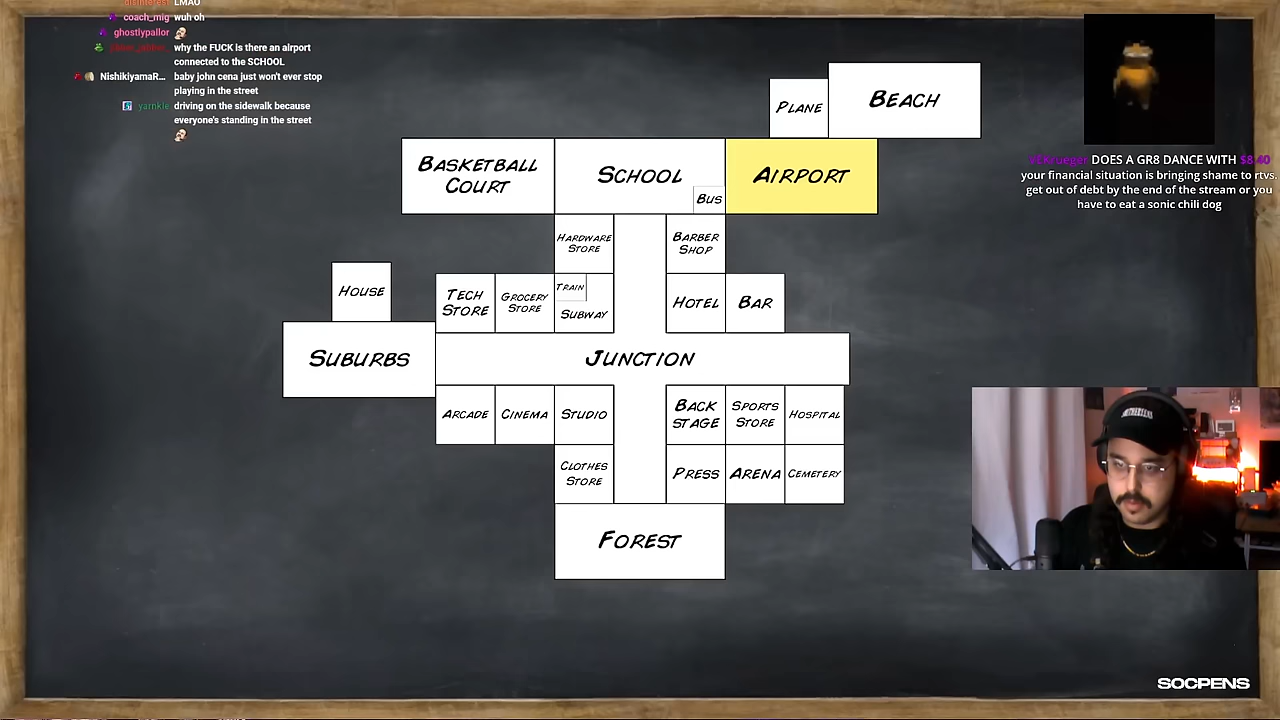 LMAO
coach_mig wuh oh
ghostlypallor
why the FUCK is there an airport
connected to the SCHOOL
NishikiyamaR... baby john cena just won't ever stop
playing in the street
yarnkle driving on the sidewalk because
everyone's standing in the street
PLANE
BEACH
BASKETBALL
COURT
SCHOOL
BUS
AIRPORT
DOES A GR8 DANCE WITH $8.40
your financial situation is bringing shame to rtvs.
get out of debt by the end of the stream or you
have to eat a sonic chili dog
HARDWARE
STORE
BARBER
SHOP
HOUSE
TECH
STORE
GROCERY
STORE
TRAIN
SUBWAY
HOTEL
BAR
SUBURBS
JUNCTION
ARCADE
CINEMA
STUDIO
BACK
STAGE
SPORTS
STORE
HOSPITAL
CLOTHES
STORE
PRESS
ARENA
CEMETERY
FOREST
SOCPENS